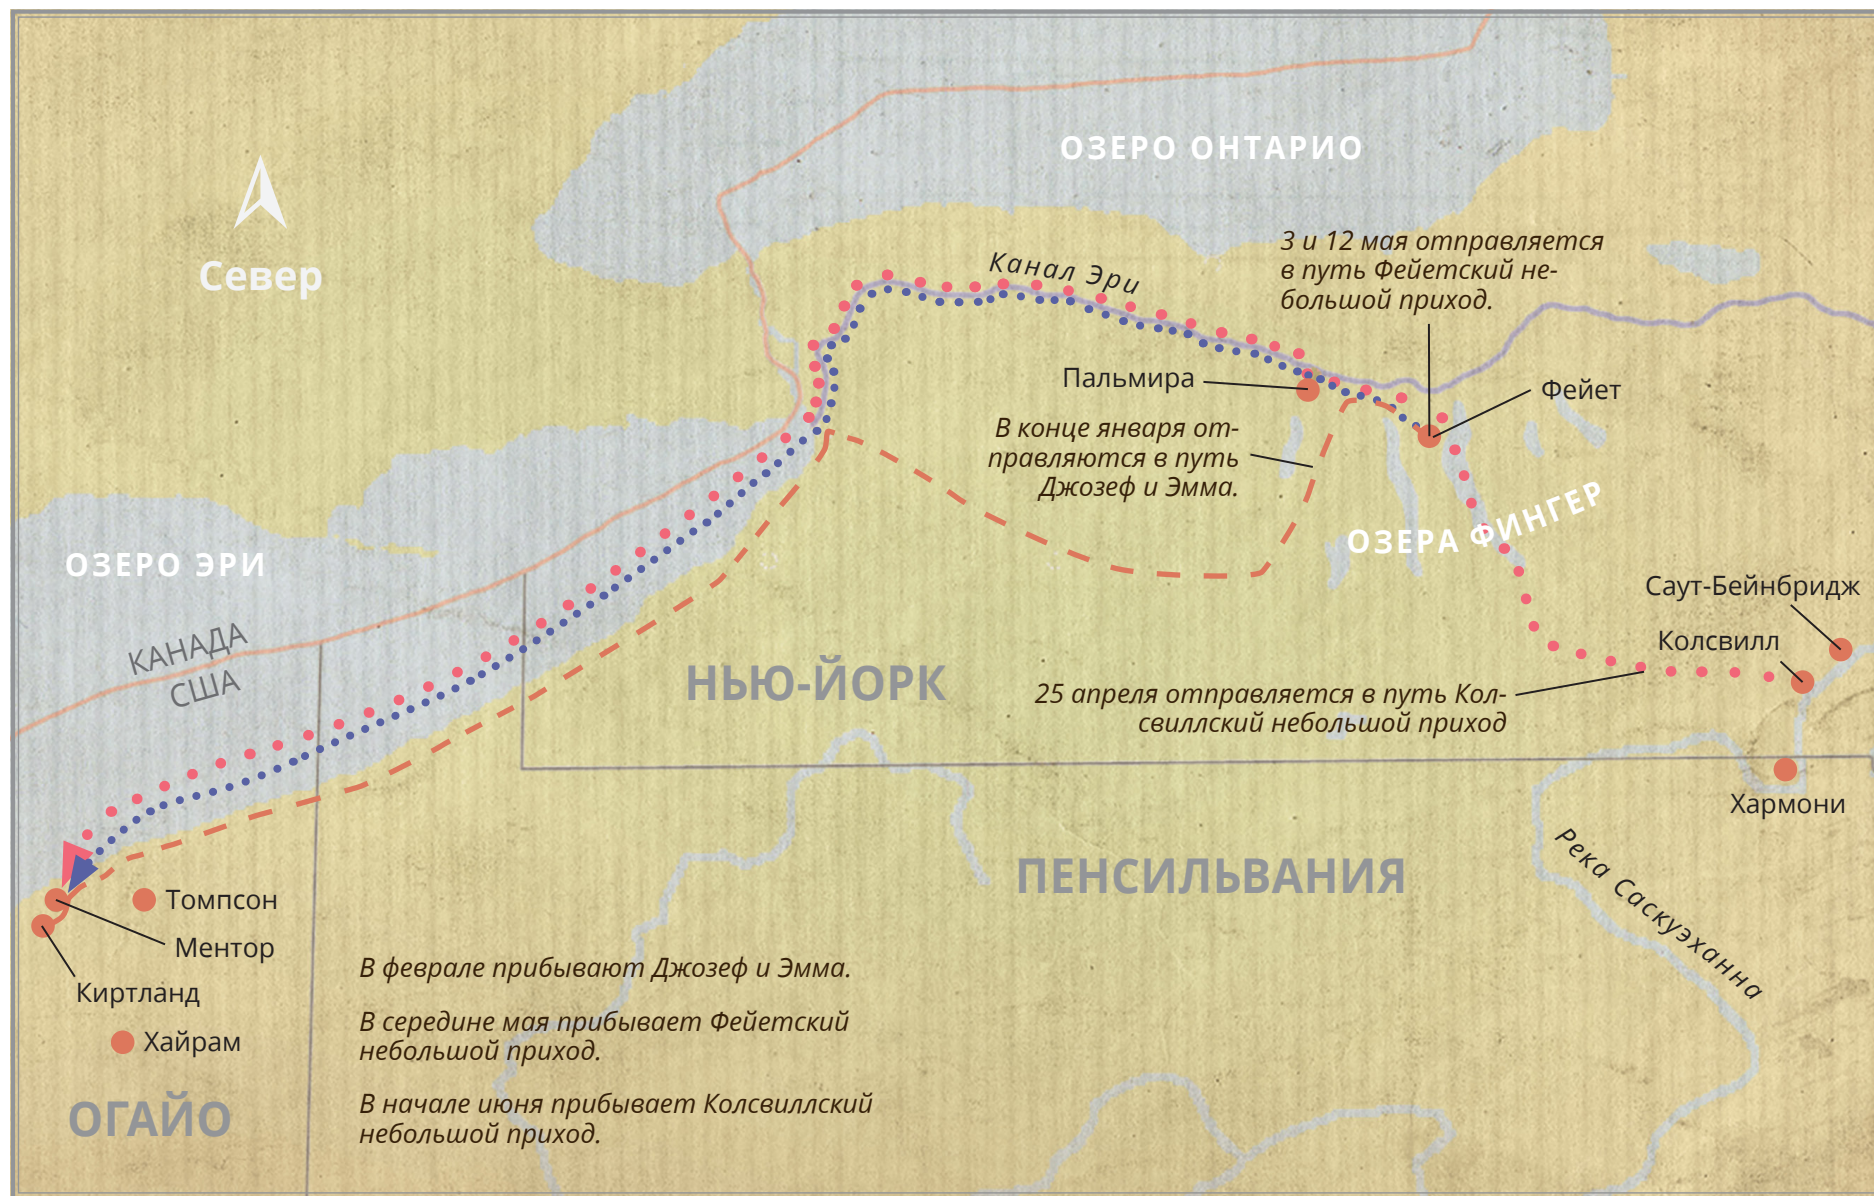 ОЗЕРО ОНТАРИО
Север
Канал Эри
3 и 12 мая отправляется
в путь Фейетский не-
большой приход.
Пальмира
Фейет
В конце января от-
правляются в путь
Джозеф и Эмма.
ОЗЕРА ФИНГЕР
ОЗЕРО ЭРИ
КАНАДА
США
Саут-Бейнбридж
Колсвилл
НЬЮ-ЙОРК
25 апреля отправляется в путь Кол-
свиллский небольшой приход
Хармони
ПЕНСИЛЬВАНИЯ
Река Саскуэханна
Томпсон
Ментор
Киртланд
Хайрам
ОГАЙО
В феврале прибывают Джозеф и Эмма.
В середине мая прибывает Фейетский
небольшой приход.
В начале июня прибывает Колсвиллский
небольшой приход.